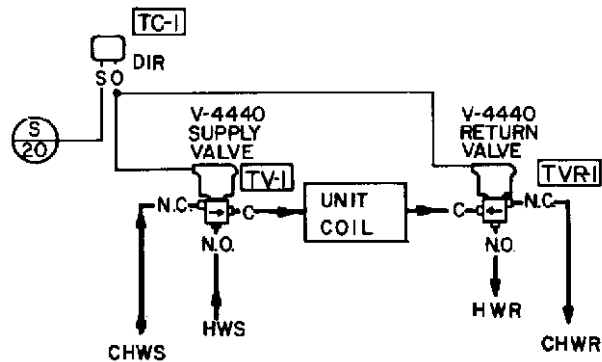 TC-1
DIR
S O
S
20
V-4440
SUPPLY
VALVE
TV-1
V-4440
RETURN
VALVE
TVR-1
N.C.
C
UNIT
COIL
C
N.C.
N.O.
N.O.
CHWS
HWS
HWR
CHWR